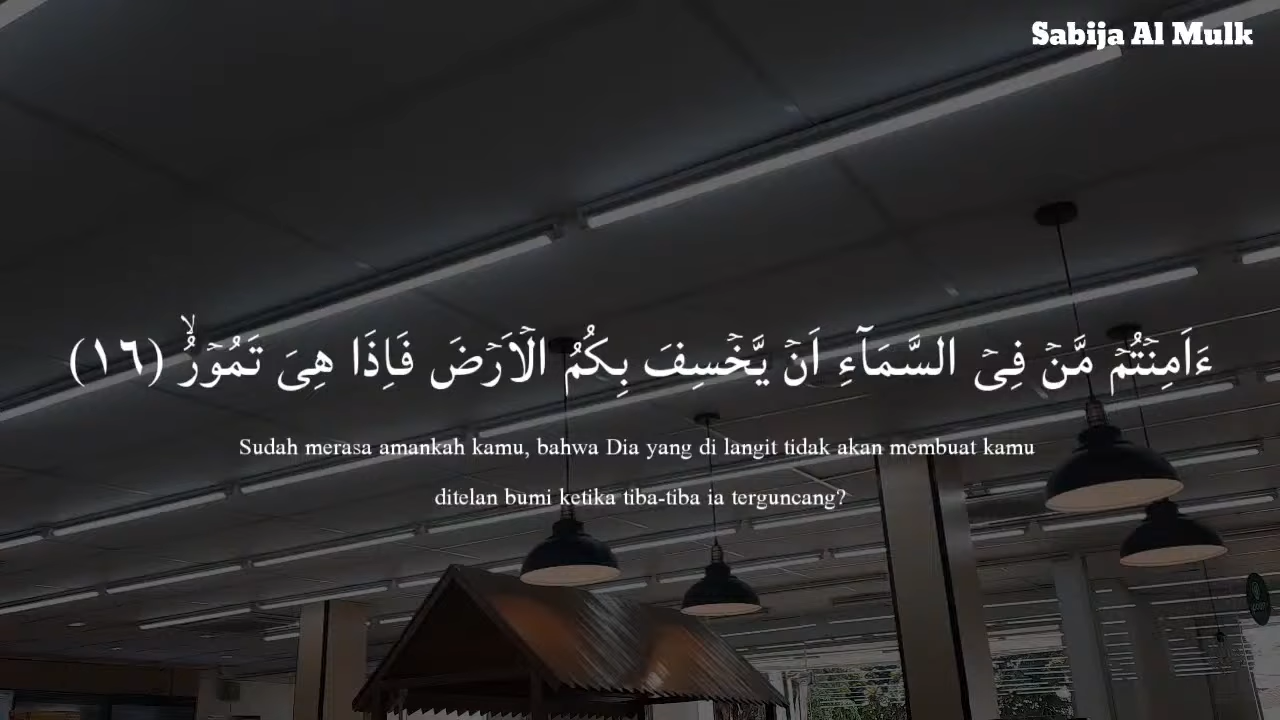 Sabija Al Mulk
ءَاَمِنْتُمْ مَّنْ فِى السَّمَآءِ اَنْ يَّخْسِفَ بِكُمُ الْاَرْضَ فَاِذَا هِىَ تَمُوْرُۙ (١٦)
Sudah merasa amankah kamu, bahwa Dia yang di langit tidak akan membuat kamu
ditelan bumi ketika tiba-tiba ia terguncang?